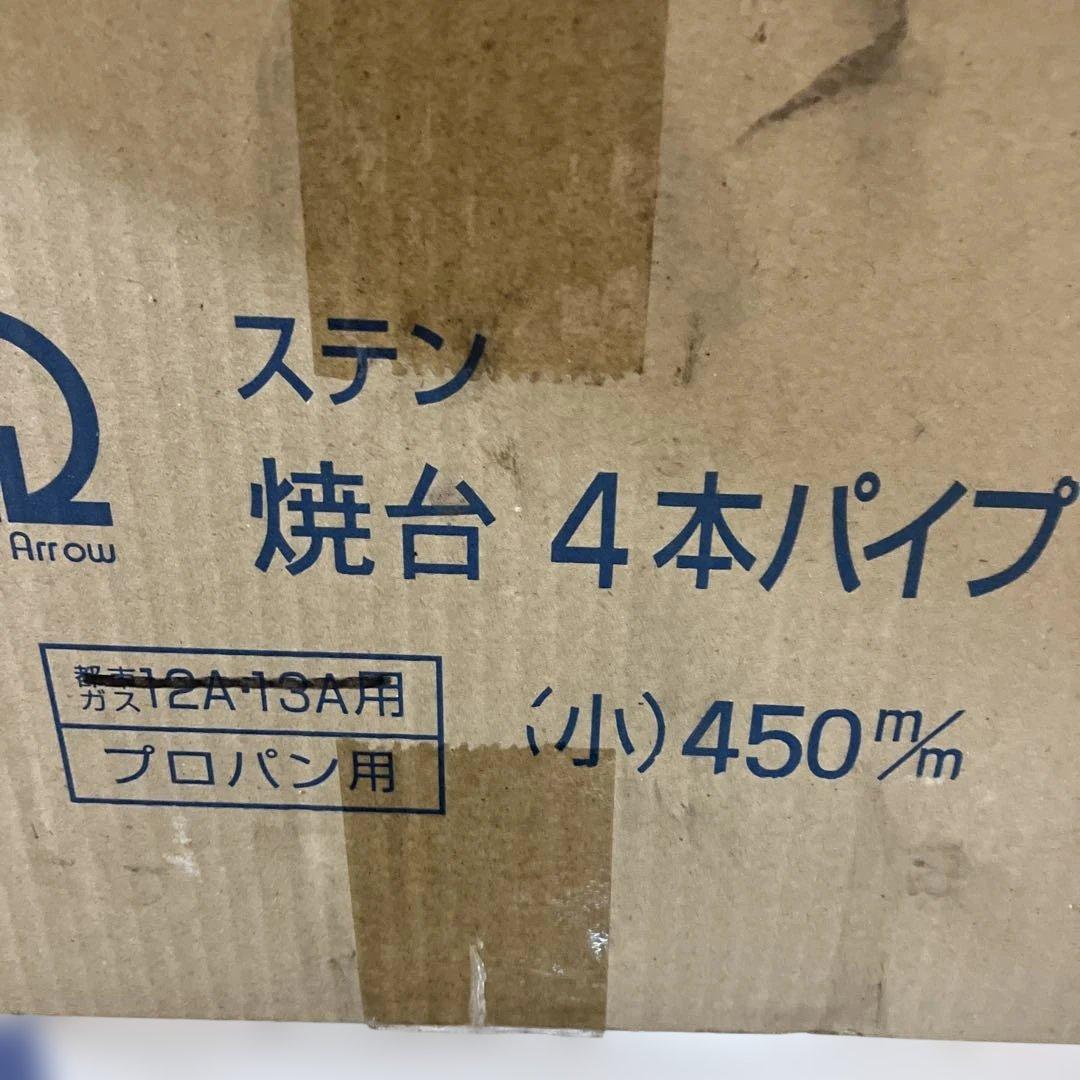 ステン
焼台 4本パイプ
Arrow
都市ガス12A·13A用
プロパン用
(小)450m/m